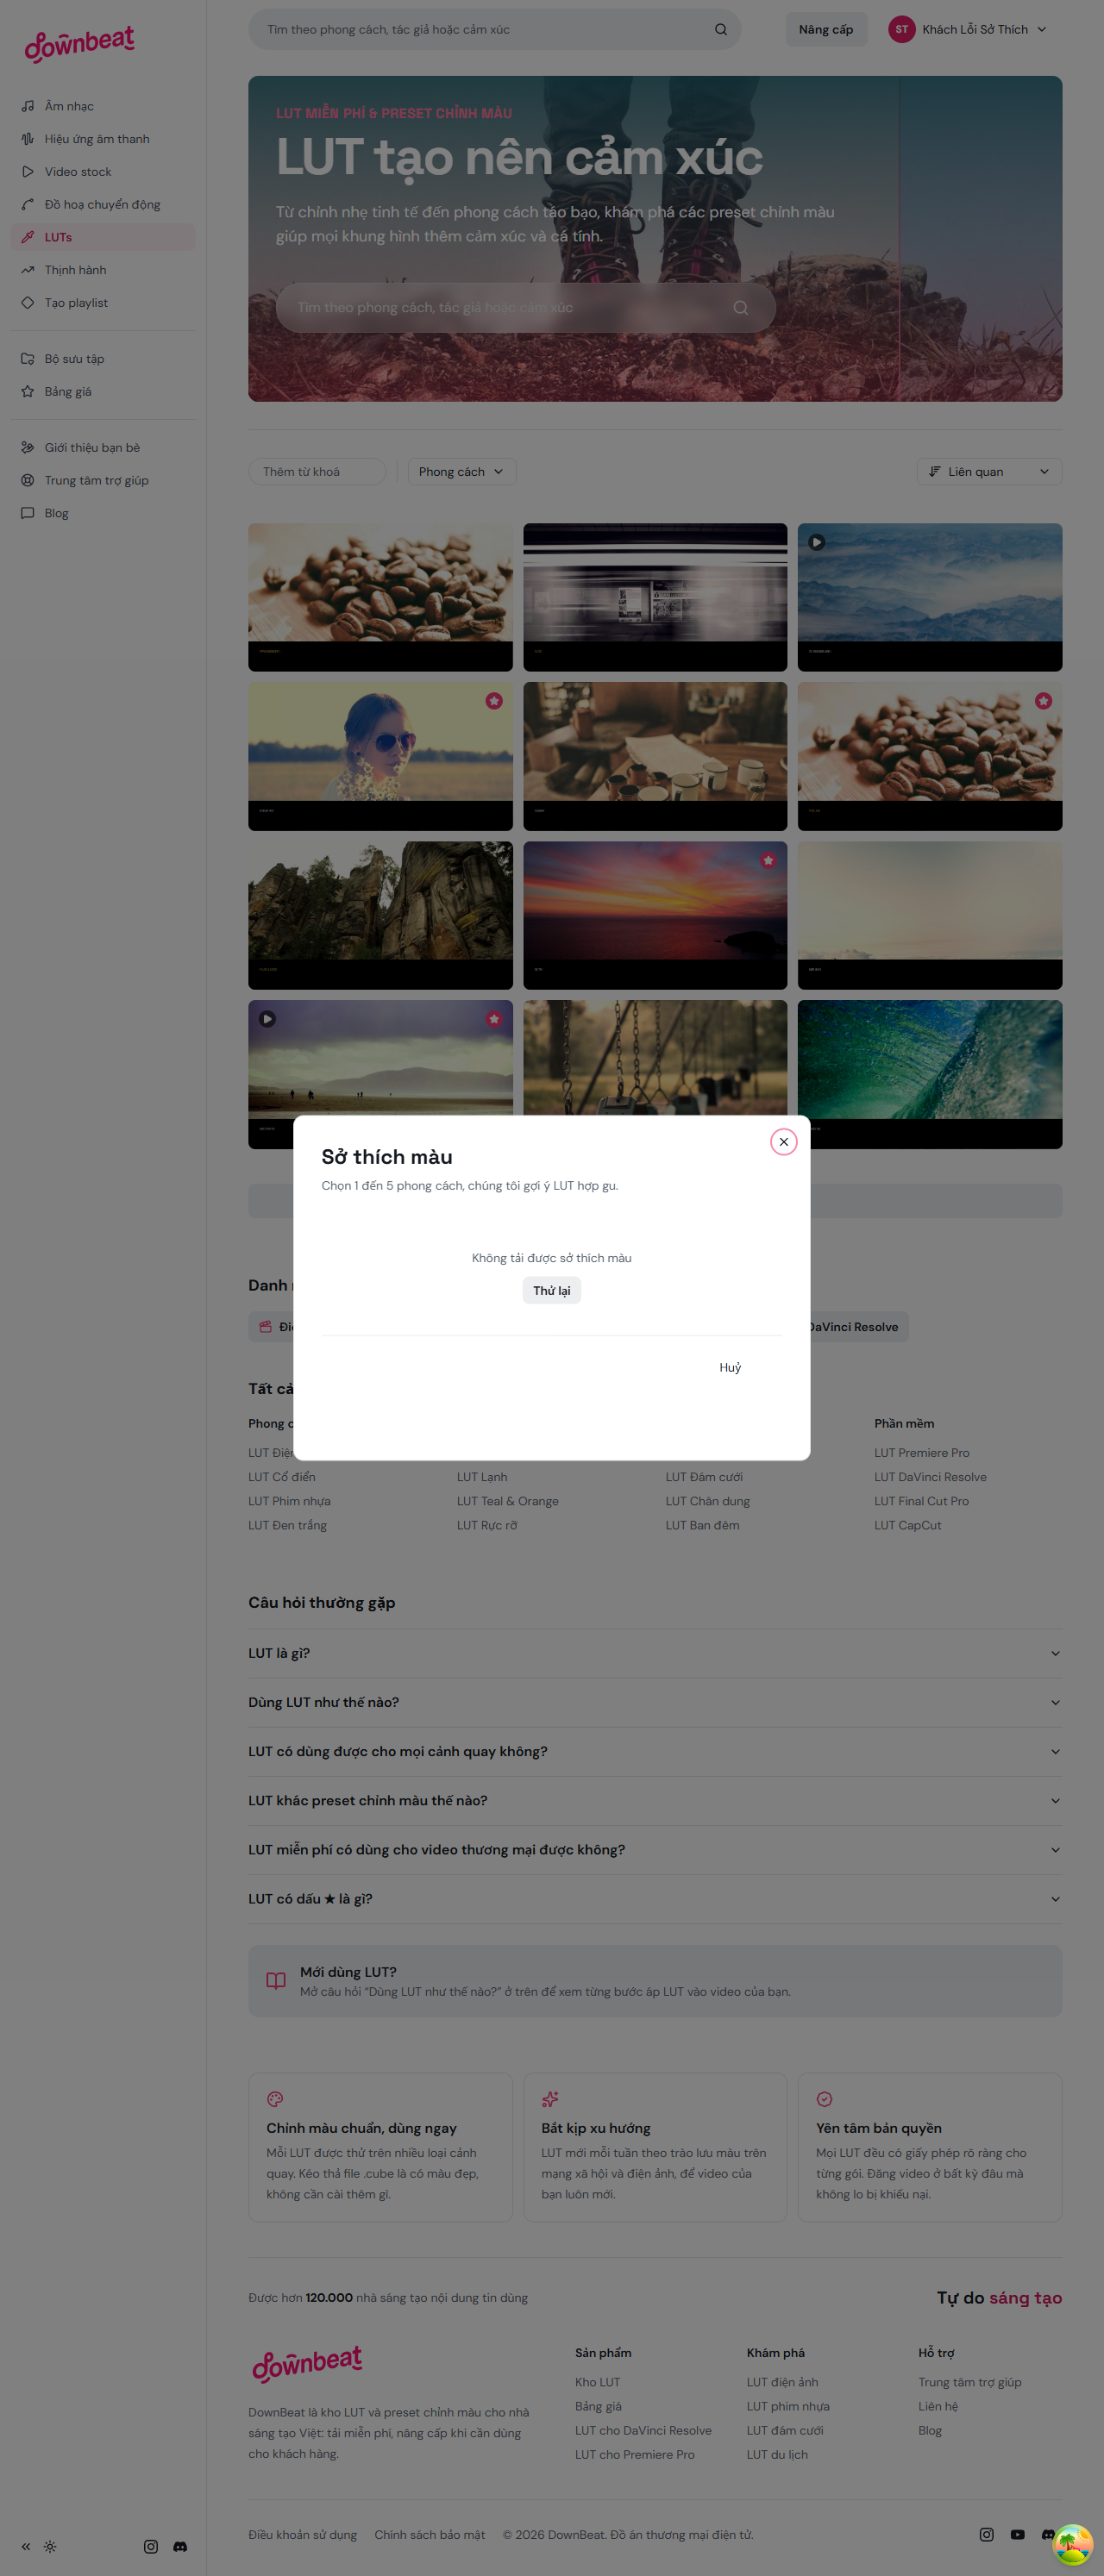 downbeat
Tìm theo phong cách, tác giả hoặc cảm xúc
Nâng cấp
ST
Khách Lỗi Sở Thích
Âm nhạc
Hiệu ứng âm thanh
Video stock
Đồ hoạ chuyển động
LUTs
Thịnh hành
Tạo playlist
Bộ sưu tập
Bảng giá
Giới thiệu bạn bè
Trung tâm trợ giúp
Blog
LUT MIỄN PHÍ & PRESET CHỈNH MÀU
LUT tạo nên cảm xúc
Từ chỉnh nhẹ tinh tế đến phong cách táo bạo, khám phá các preset chỉnh màu
giúp mọi khung hình thêm cảm xúc và cá tính.
Tìm theo phong cách, tác giả hoặc cảm xúc
Thêm từ khoá
Phong cách
Liên quan
Sở thích màu
Chọn 1 đến 5 phong cách, chúng tôi gợi ý LUT hợp gu.
Không tải được sở thích màu
Thử lại
Huỷ
Danh
DaVinci Resolve
Tất cả
Phong c
Phần mềm
LUT Điện
LUT Premiere Pro
LUT Cổ điển
LUT Lạnh
LUT Đám cưới
LUT DaVinci Resolve
LUT Phim nhựa
LUT Teal & Orange
LUT Chân dung
LUT Final Cut Pro
LUT Đen trắng
LUT Rực rỡ
LUT Ban đêm
LUT CapCut
Câu hỏi thường gặp
LUT là gì?
Dùng LUT như thế nào?
LUT có dùng được cho mọi cảnh quay không?
LUT khác preset chỉnh màu thế nào?
LUT miễn phí có dùng cho video thương mại được không?
LUT có dấu ★ là gì?
Mới dùng LUT?
Mở câu hỏi “Dùng LUT như thế nào?” ở trên để xem từng bước áp LUT vào video của bạn.
Chỉnh màu chuẩn, dùng ngay
Mỗi LUT được thử trên nhiều loại cảnh
quay. Kéo thả file .cube là có màu đẹp,
không cần cài thêm gì.
Bắt kịp xu hướng
LUT mới mỗi tuần theo trào lưu màu trên
mạng xã hội và điện ảnh, để video của
bạn luôn mới.
Yên tâm bản quyền
Mọi LUT đều có giấy phép rõ ràng cho
từng gói. Đăng video ở bất kỳ đâu mà
không lo bị khiếu nại.
Được hơn 120.000 nhà sáng tạo nội dung tin dùng
Tự do sáng tạo
downbeat
DownBeat là kho LUT và preset chỉnh màu cho nhà
sáng tạo Việt: tải miễn phí, nâng cấp khi cần dùng
cho khách hàng.
Sản phẩm
Kho LUT
Bảng giá
LUT cho DaVinci Resolve
LUT cho Premiere Pro
Khám phá
LUT điện ảnh
LUT phim nhựa
LUT đám cưới
LUT du lịch
Hỗ trợ
Trung tâm trợ giúp
Liên hệ
Blog
Điều khoản sử dụng
Chính sách bảo mật
© 2026 DownBeat. Đồ án thương mại điện tử.